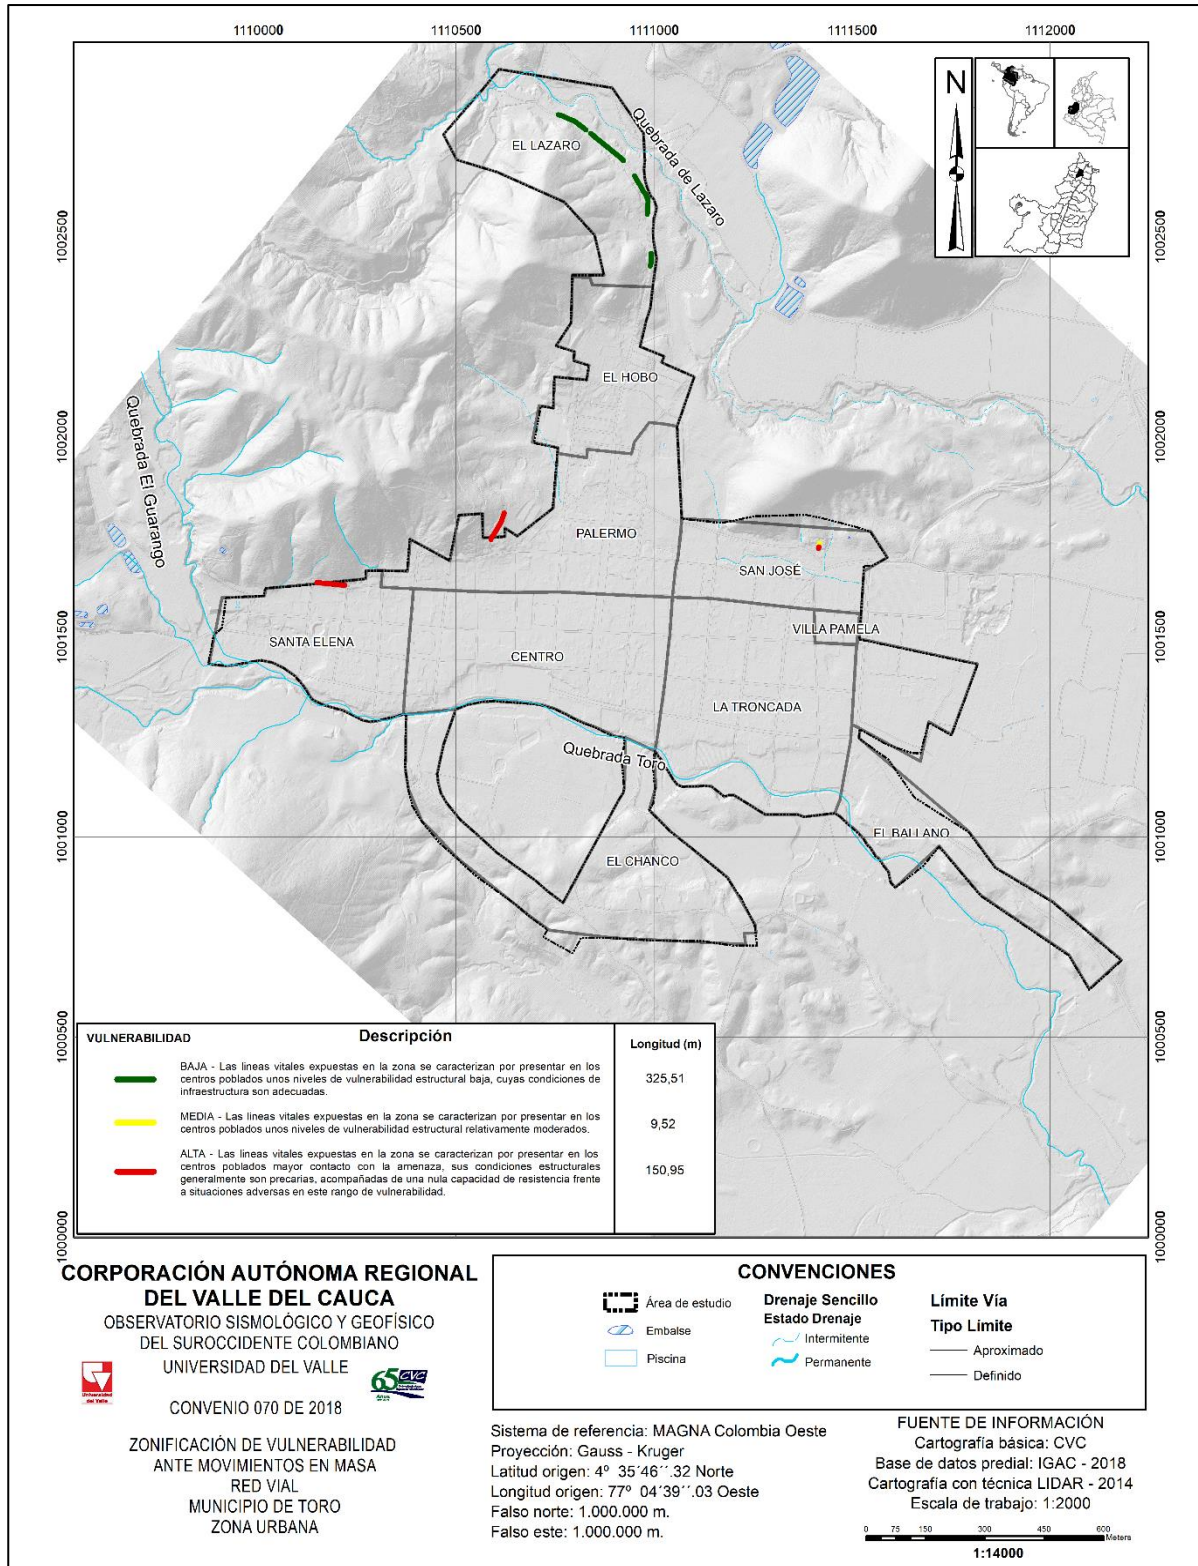 1110000 1110500 1111000 1111500 1112000
N
1002500
1002000
1001500
1001000
1000500
1000000
1002500
1002000
1001500
1001000
1000500
1000000
EL LAZARO
Quebrada de Lazaro
EL HOBO
Quebrada El Guarango
PALERMO
SAN JOSÉ
VILLA PAMELA
SANTA ELENA
CENTRO
LA TRONCADA
Quebrada Toro
EL BALLANO
EL CHANCO
VULNERABILIDAD Descripción Longitud (m)
BAJA - Las lineas vitales expuestas en la zona se caracterizan por presentar en los
centros poblados unos niveles de vulnerabilidad estructural baja, cuyas condiciones de
infraestructura son adecuadas.
325,51
MEDIA - Las lineas vitales expuestas en la zona se caracterizan por presentar en los
centros poblados unos niveles de vulnerabilidad estructural relativamente moderados.
9,52
ALTA - Las lineas vitales expuestas en la zona se caracterizan por presentar en los
centros poblados mayor contacto con la amenaza, sus condiciones estructurales
generalmente son precarias, acompañadas de una nula capacidad de resistencia frente
a situaciones adversas en este rango de vulnerabilidad.
150,95
CORPORACIÓN AUTÓNOMA REGIONAL
DEL VALLE DEL CAUCA
OBSERVATORIO SISMOLÓGICO Y GEOFÍSICO
DEL SUROCCIDENTE COLOMBIANO
UNIVERSIDAD DEL VALLE
Universidad
del Valle
65 CVC
CONVENIO 070 DE 2018
ZONIFICACIÓN DE VULNERABILIDAD
ANTE MOVIMIENTOS EN MASA
RED VIAL
MUNICIPIO DE TORO
ZONA URBANA
CONVENCIONES
Área de estudio
Embalse
Piscina
Drenaje Sencillo
Estado Drenaje
Intermitente
Permanente
Límite Vía
Tipo Límite
Aproximado
Definido
Sistema de referencia: MAGNA Colombia Oeste
Proyección: Gauss - Kruger
Latitud origen: 4º 35´46´´.32 Norte
Longitud origen: 77º 04´39´´.03 Oeste
Falso norte: 1.000.000 m.
Falso este: 1.000.000 m.
FUENTE DE INFORMACIÓN
Cartografía básica: CVC
Base de datos predial: IGAC - 2018
Cartografía con técnica LIDAR - 2014
Escala de trabajo: 1:2000
0 75 150 300 450 600
Meters
1:14000